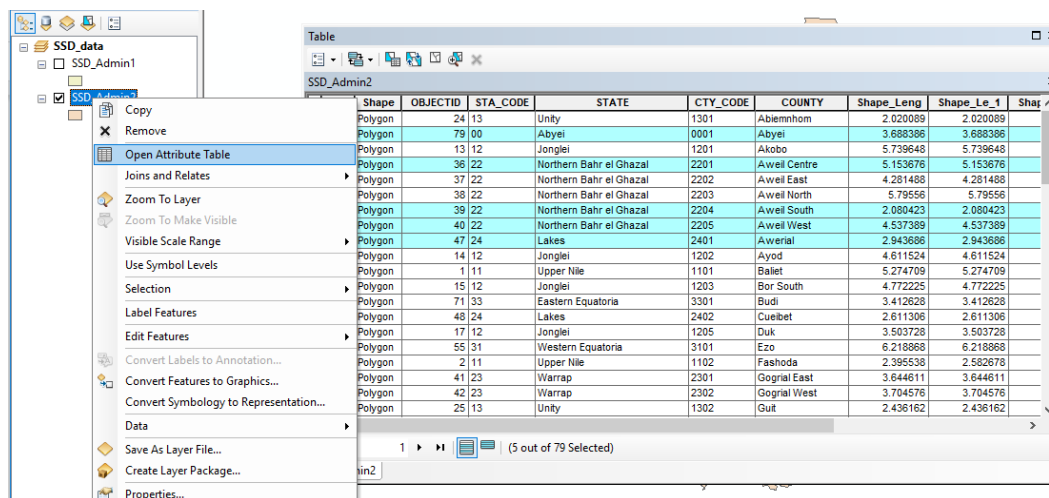 SSD_data
SSD_Admin1
SSD_Admin2
Copy
Remove
Open Attribute Table
Joins and Relates
Zoom To Layer
Zoom To Make Visible
Visible Scale Range
Use Symbol Levels
Selection
Label Features
Edit Features
Convert Labels to Annotation...
Convert Features to Graphics...
Convert Symbology to Representation...
Data
Save As Layer File...
Create Layer Package...
Properties...
Table
SSD_Admin2
Shape OBJECTID STA_CODE STATE CTY_CODE COUNTY Shape_Leng Shape_Le_1
Polygon 24 13 Unity 1301 Abiemnhom 2.020089 2.020089
Polygon 79 00 Abyei 0001 Abyei 3.688386 3.688386
Polygon 13 12 Jonglei 1201 Akobo 5.739648 5.739648
Polygon 36 22 Northern Bahr el Ghazal 2201 Aweil Centre 5.153676 5.153676
Polygon 37 22 Northern Bahr el Ghazal 2202 Aweil East 4.281488 4.281488
Polygon 38 22 Northern Bahr el Ghazal 2203 Aweil North 5.79556 5.79556
Polygon 39 22 Northern Bahr el Ghazal 2204 Aweil South 2.080423 2.080423
Polygon 40 22 Northern Bahr el Ghazal 2205 Aweil West 4.537389 4.537389
Polygon 47 24 Lakes 2401 Awerial 2.943686 2.943686
Polygon 14 12 Jonglei 1202 Ayod 4.611524 4.611524
Polygon 1 11 Upper Nile 1101 Baliet 5.274709 5.274709
Polygon 15 12 Jonglei 1203 Bor South 4.772225 4.772225
Polygon 71 33 Eastern Equatoria 3301 Budi 3.412628 3.412628
Polygon 48 24 Lakes 2402 Cueibet 2.611306 2.611306
Polygon 17 12 Jonglei 1205 Duk 3.503728 3.503728
Polygon 55 31 Western Equatoria 3101 Ezo 6.218868 6.218868
Polygon 2 11 Upper Nile 1102 Fashoda 2.395538 2.582678
Polygon 41 23 Warrap 2301 Gogrial East 3.644611 3.644611
Polygon 42 23 Warrap 2302 Gogrial West 3.704576 3.704576
Polygon 25 13 Unity 1302 Guit 2.436162 2.436162
1 (5 out of 79 Selected)